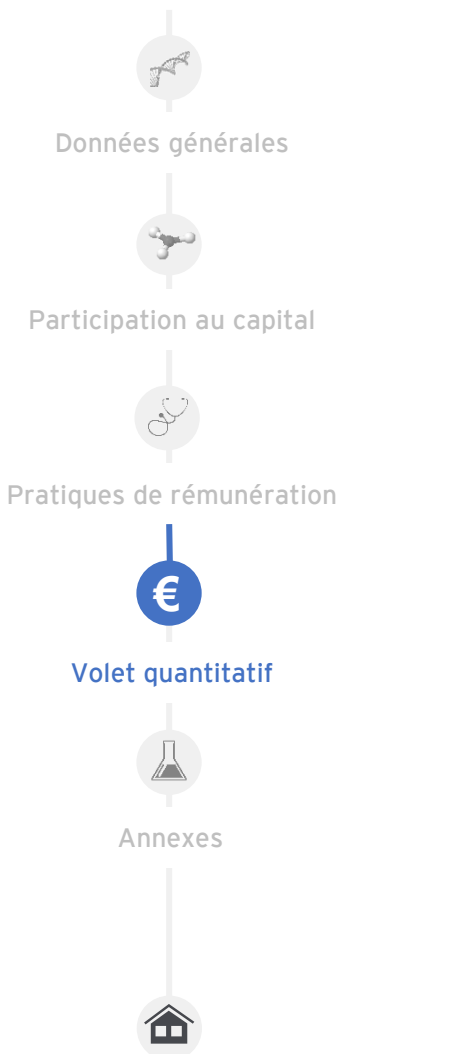 Données générales
Participation au capital
Pratiques de rémunération
€
Volet quantitatif
Annexes